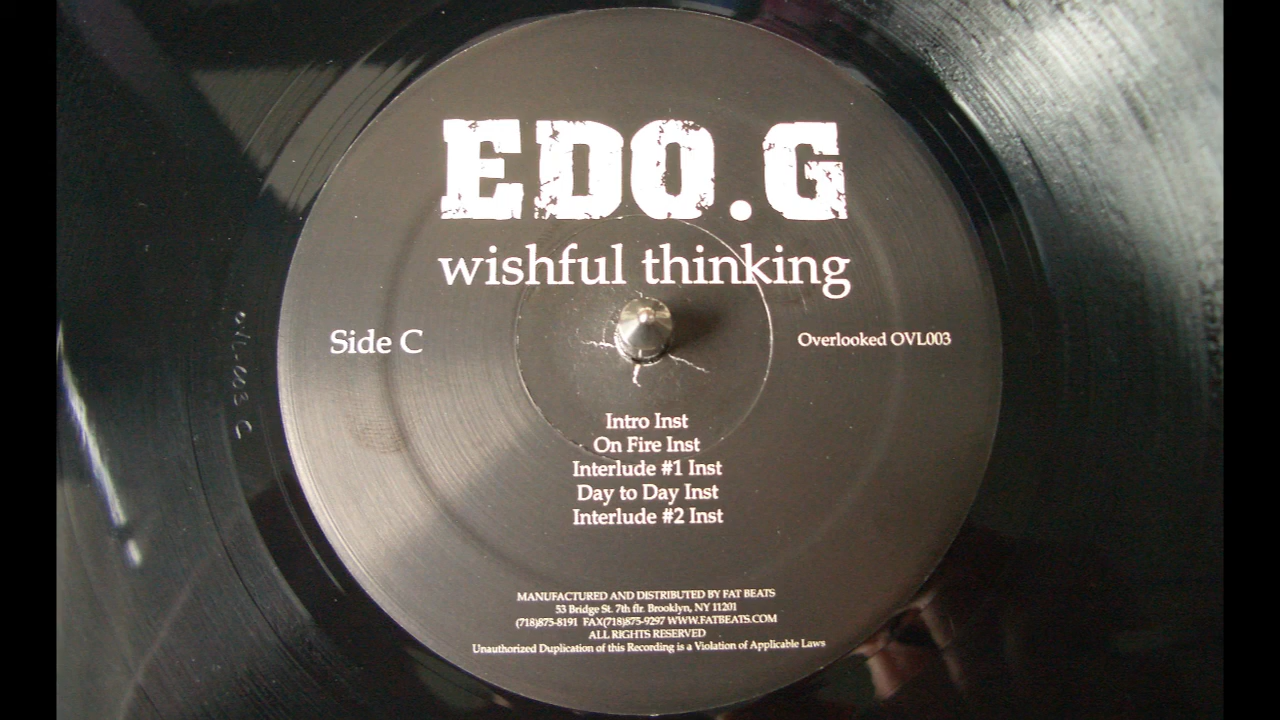 EDO.G
wishful thinking
Side C
Overlooked OVL003
Intro Inst
On Fire Inst
Interlude #1 Inst
Day to Day Inst
Interlude #2 Inst
MANUFACTURED AND DISTRIBUTED BY FAT BEATS
53 Bridge St. 7th flr. Brooklyn, NY 11201
(718)875-8191 FAX(718)875-9297 WWW.FATBEATS.COM
ALL RIGHTS RESERVED
Unauthorized Duplication of this Recording is a Violation of Applicable Laws
OVL003 C